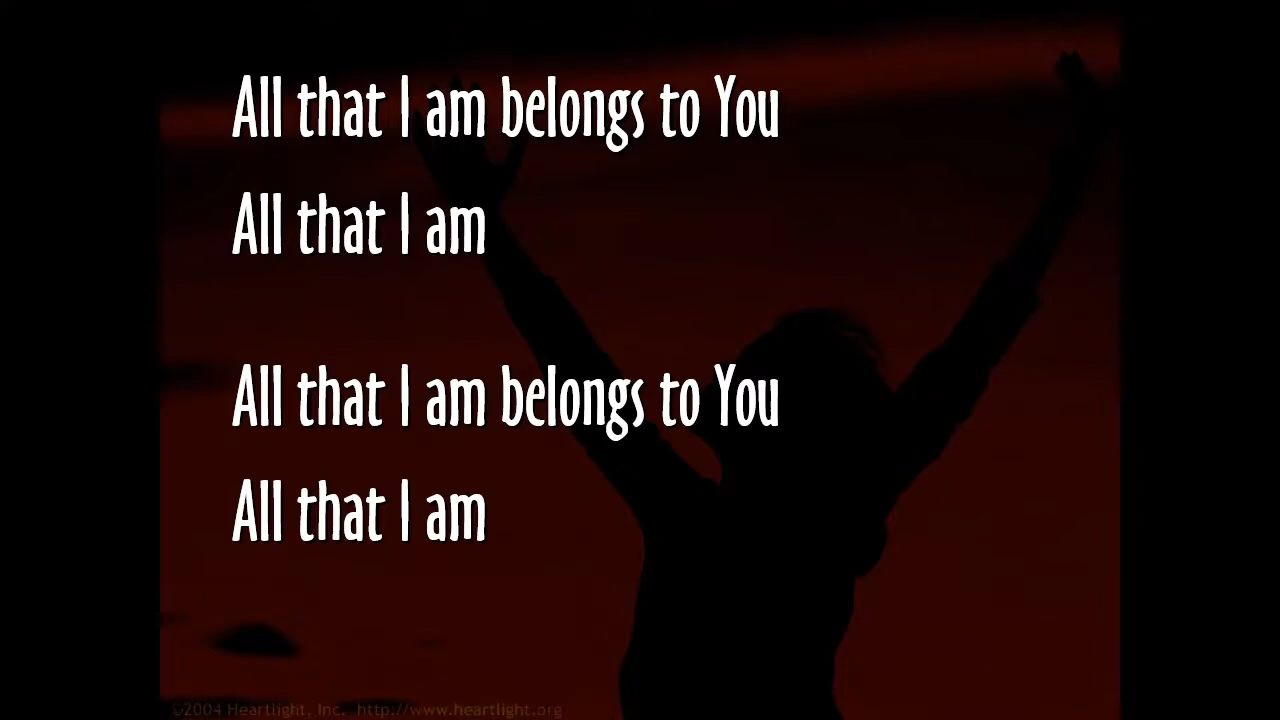 All that I am belongs to You
All that I am
All that I am belongs to You
All that I am
©2004 Heartlight, Inc. http://www.heartlight.org